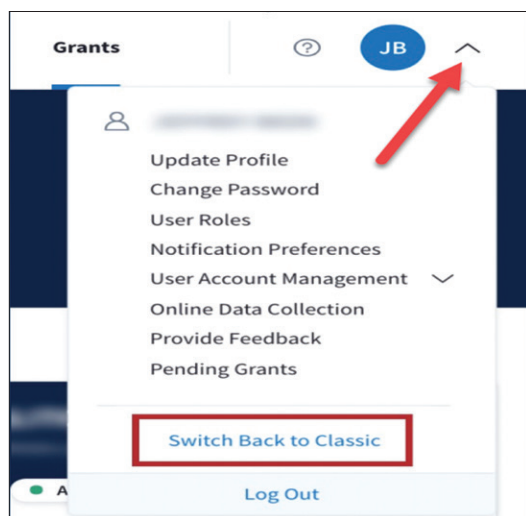 Grants
JB
Update Profile
Change Password
User Roles
Notification Preferences
User Account Management
Online Data Collection
Provide Feedback
Pending Grants
Switch Back to Classic
A
Log Out